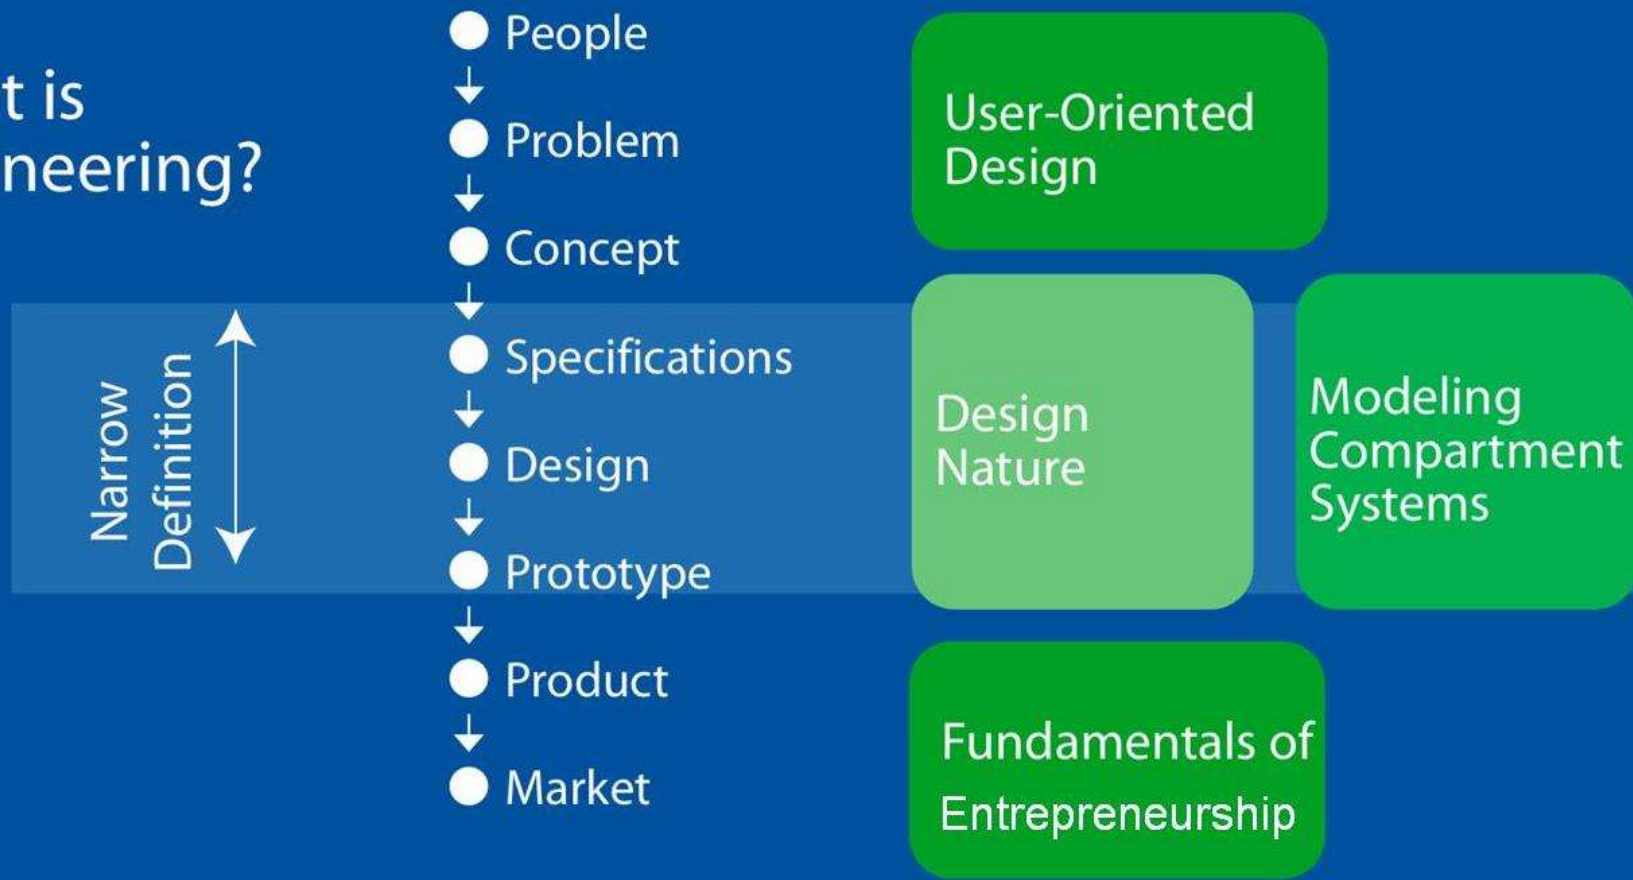 t is
neering?
People
Problem
Concept
Specifications
Design
Prototype
Product
Market
Narrow
Definition
User-Oriented
Design
Design
Nature
Modeling
Compartment
Systems
Fundamentals of
Entrepreneurship